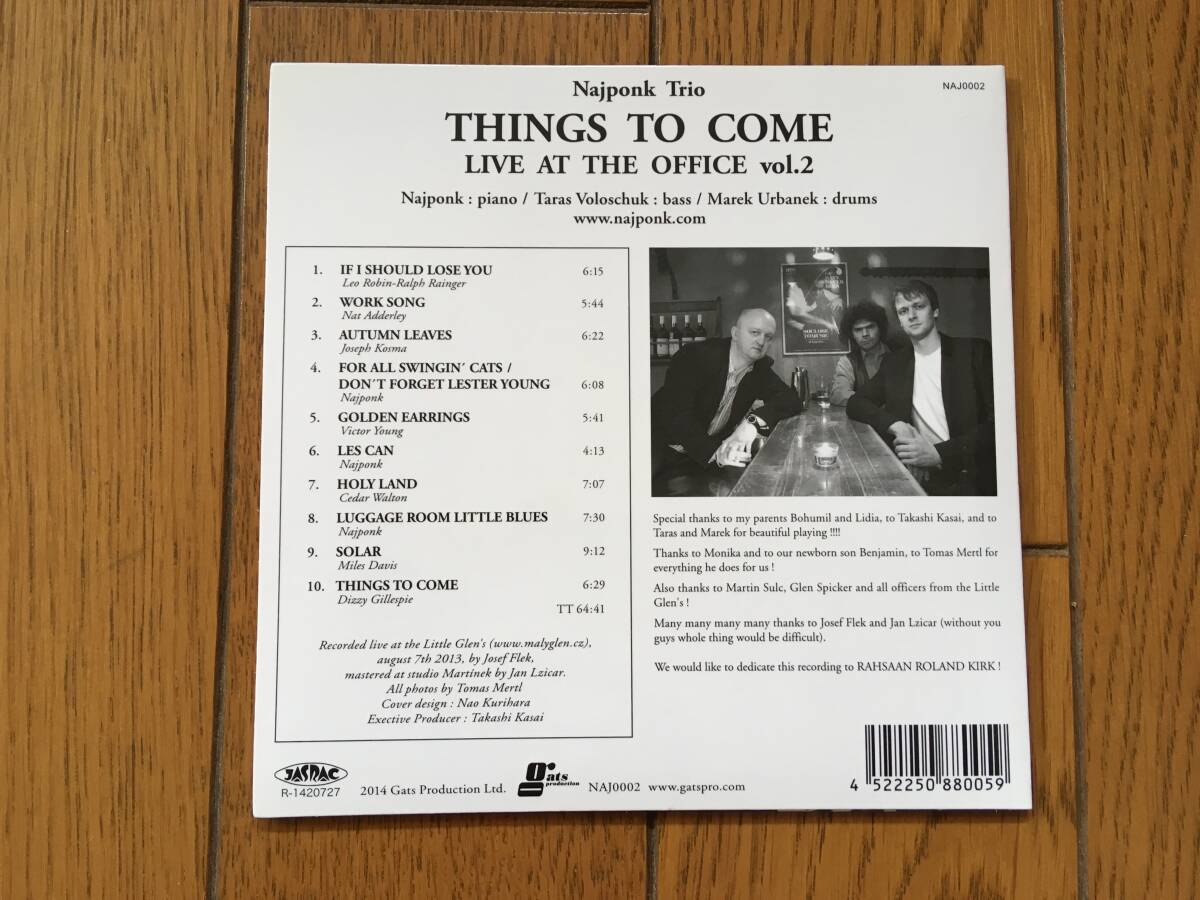 Najponk Trio
NAJ0002
THINGS TO COME
LIVE AT THE OFFICE vol.2
Najponk : piano / Taras Voloschuk : bass / Marek Urbanek : drums
www.najponk.com
1. IF I SHOULD LOSE YOU 6:15
Leo Robin-Ralph Rainger
2. WORK SONG 5:44
Nat Adderley
3. AUTUMN LEAVES 6:22
Joseph Kosma
4. FOR ALL SWINGIN´ CATS /
DON´T FORGET LESTER YOUNG 6:08
Najponk
5. GOLDEN EARRINGS 5:41
Victor Young
6. LES CAN 4:13
Najponk
7. HOLY LAND 7:07
Cedar Walton
8. LUGGAGE ROOM LITTLE BLUES 7:30
Najponk
9. SOLAR 9:12
Miles Davis
10. THINGS TO COME 6:29
Dizzy Gillespie
TT 64:41
Recorded live at the Little Glen's (www.malyglen.cz),
august 7th 2013, by Josef Flek,
mastered at studio Martínek by Jan Lzicar.
All photos by Tomas Mertl
Cover design : Nao Kurihara
Exective Producer : Takashi Kasai
Special thanks to my parents Bohumil and Lidia, to Takashi Kasai, and to
Taras and Marek for beautiful playing !!!!
Thanks to Monika and to our newborn son Benjamin, to Tomas Mertl for
everything he does for us !
Also thanks to Martin Sulc, Glen Spicker and all officers from the Little
Glen's !
Many many many many thanks to Josef Flek and Jan Lzicar (without you
guys whole thing would be difficult).
We would like to dedicate this recording to RAHSAAN ROLAND KIRK !
JASRAC
R-1420727
2014 Gats Production Ltd.
gats
production
NAJ0002 www.gatspro.com
4 522250 880059